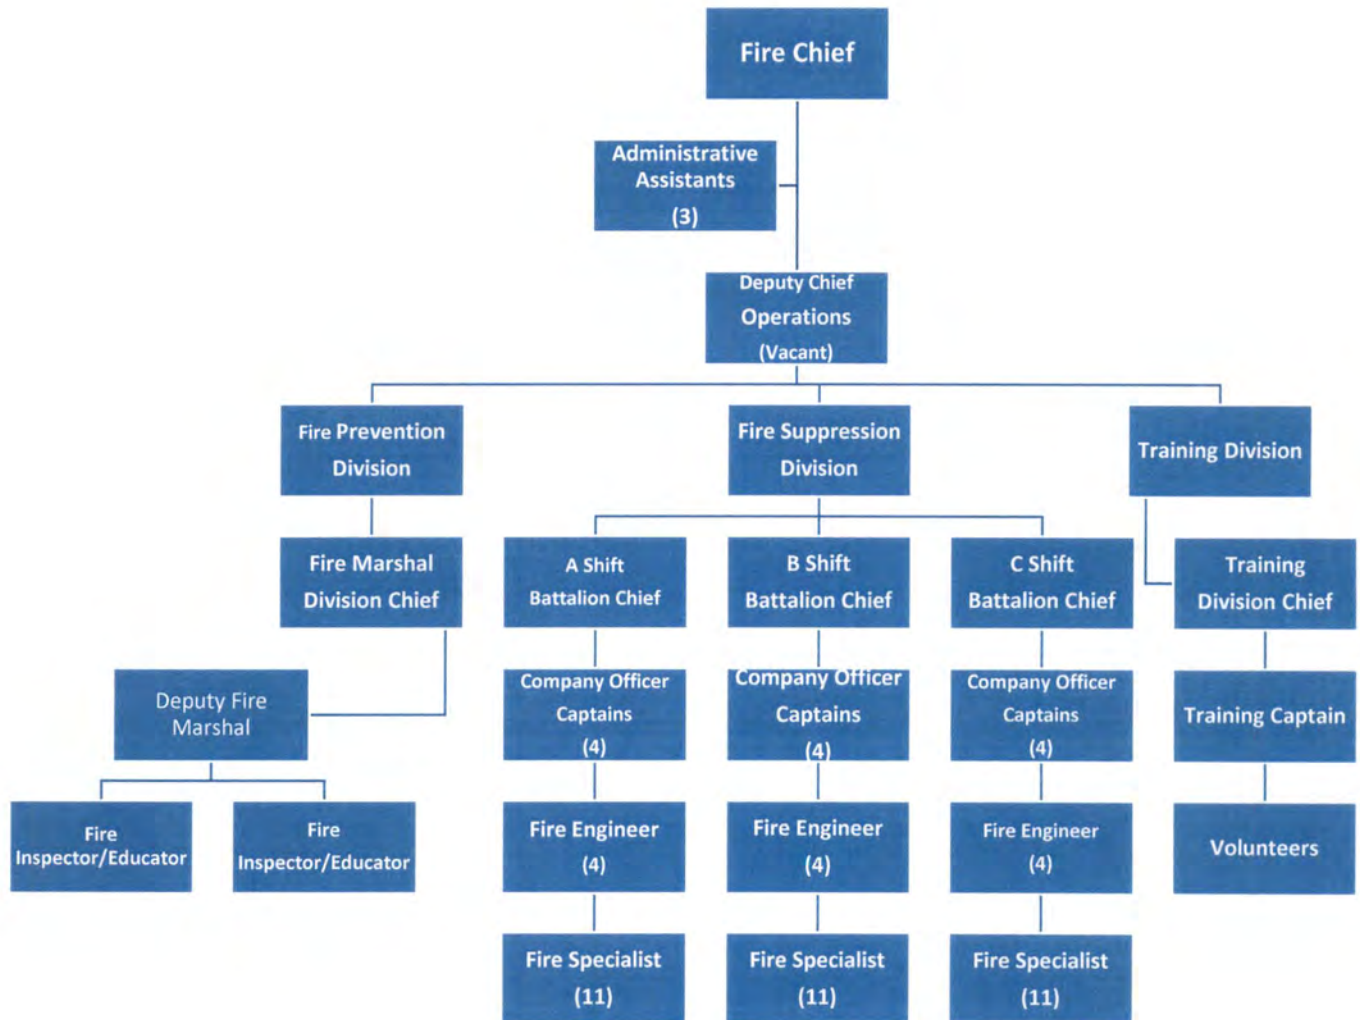 Fire Chief
Administrative
Assistants
(3)
Deputy Chief
Operations
(Vacant)
Fire Prevention
Division
Fire Suppression
Division
Training Division
Fire Marshal
Division Chief
A Shift
Battalion Chief
B Shift
Battalion Chief
C Shift
Battalion Chief
Training
Division Chief
Deputy Fire
Marshal
Company Officer
Captains
(4)
Company Officer
Captains
(4)
Company Officer
Captains
(4)
Training Captain
Fire
Inspector/Educator
Fire
Inspector/Educator
Fire Engineer
(4)
Fire Engineer
(4)
Fire Engineer
(4)
Volunteers
Fire Specialist
(11)
Fire Specialist
(11)
Fire Specialist
(11)